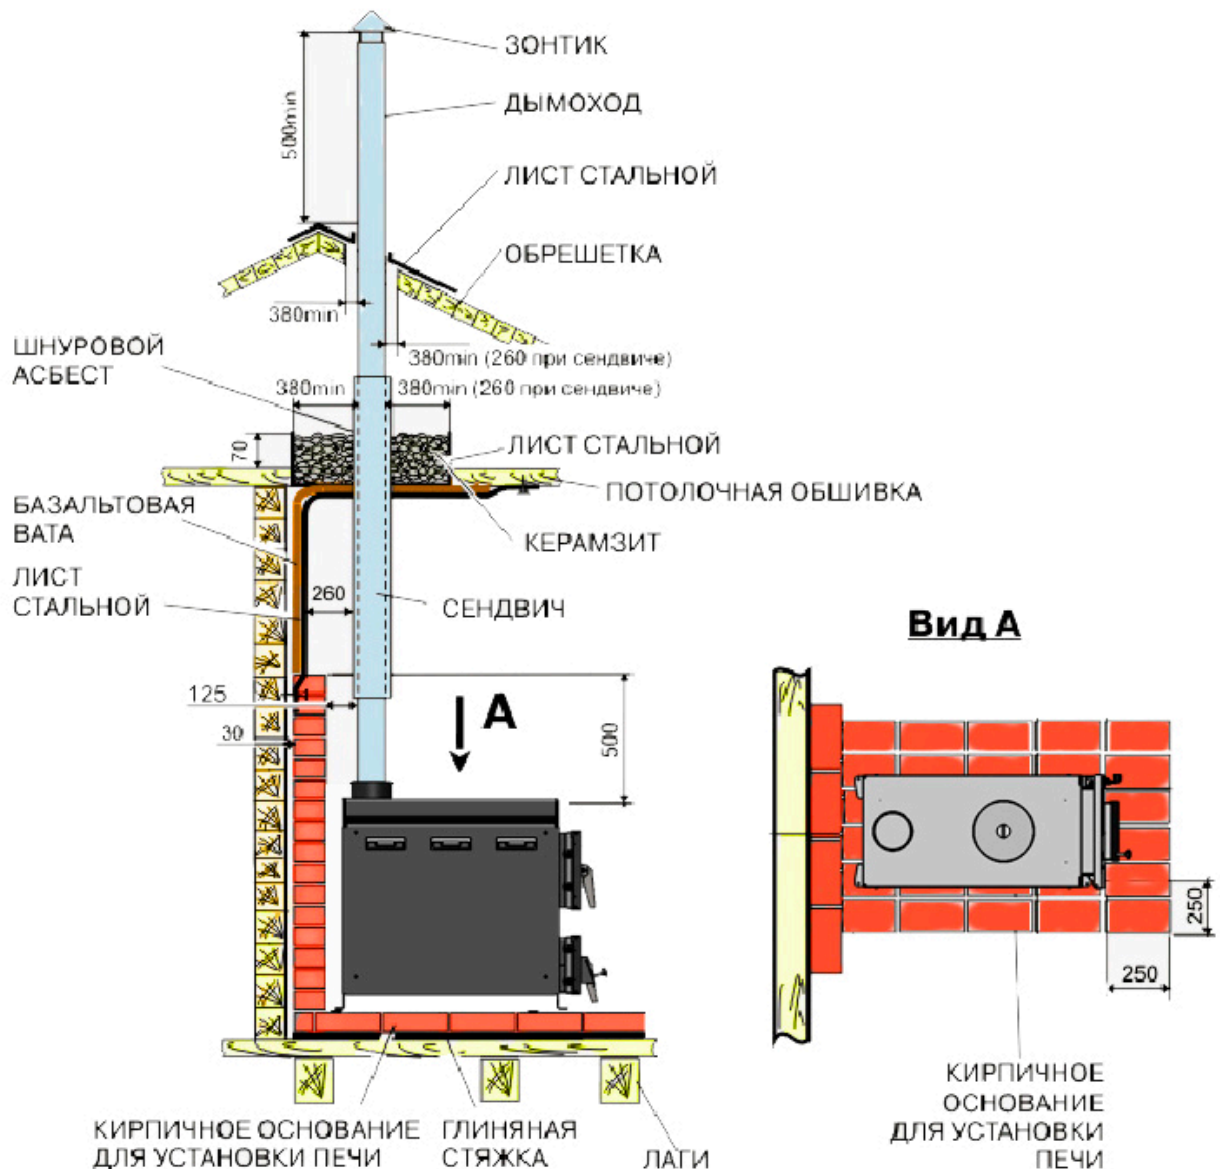 ЗОНТИК
ДЫМОХОД
500min
ЛИСТ СТАЛЬНОЙ
ОБРЕШЕТКА
380min
ШНУРОВОЙ
АСБЕСТ
380min (260 при сендвиче)
380min
380min (260 при сендвиче)
70
ЛИСТ СТАЛЬНОЙ
ПОТОЛОЧНАЯ ОБШИВКА
БАЗАЛЬТОВАЯ
ВАТА
КЕРАМЗИТ
ЛИСТ
СТАЛЬНОЙ
260
СЕНДВИЧ
Вид А
125
А
30
500
250
250
КИРПИЧНОЕ
ОСНОВАНИЕ
ДЛЯ УСТАНОВКИ
ПЕЧИ
КИРПИЧНОЕ ОСНОВАНИЕ
ДЛЯ УСТАНОВКИ ПЕЧИ
ГЛИНЯНАЯ
СТЯЖКА
ЛАГИ